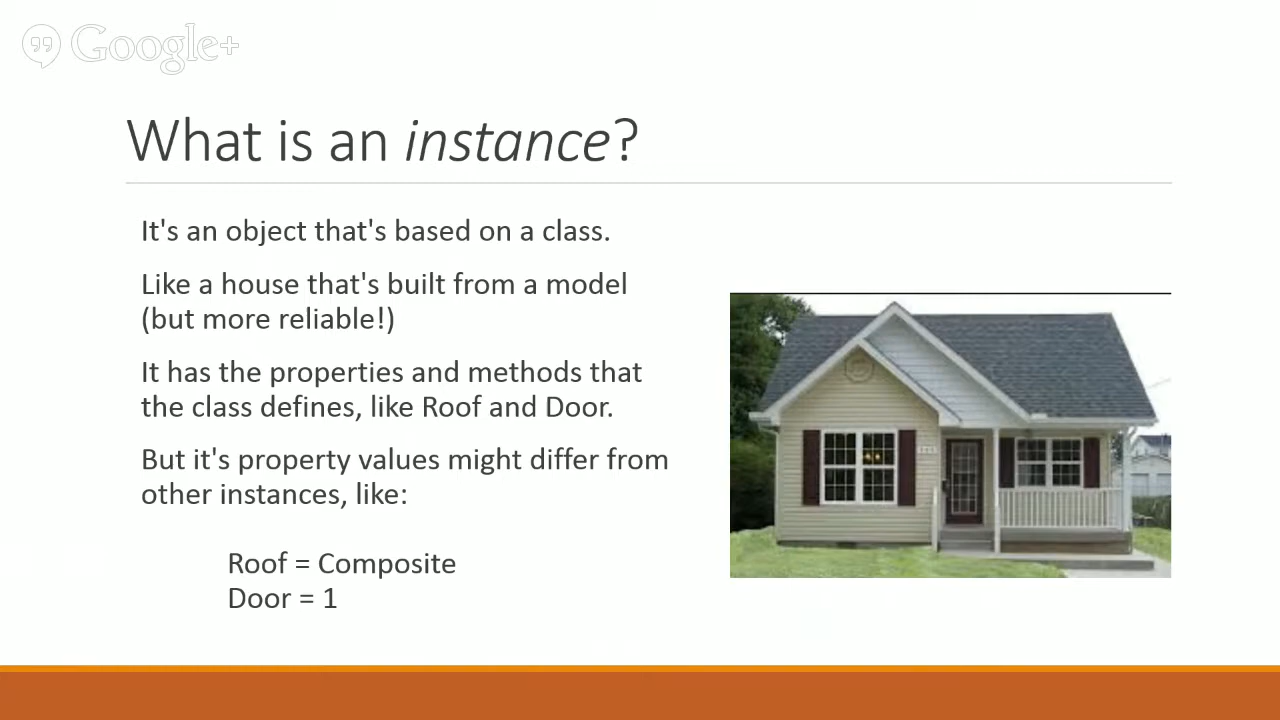 Google+
What is an instance?
It's an object that's based on a class.
Like a house that's built from a model
(but more reliable!)
It has the properties and methods that
the class defines, like Roof and Door.
But it's property values might differ from
other instances, like:
Roof = Composite
Door = 1